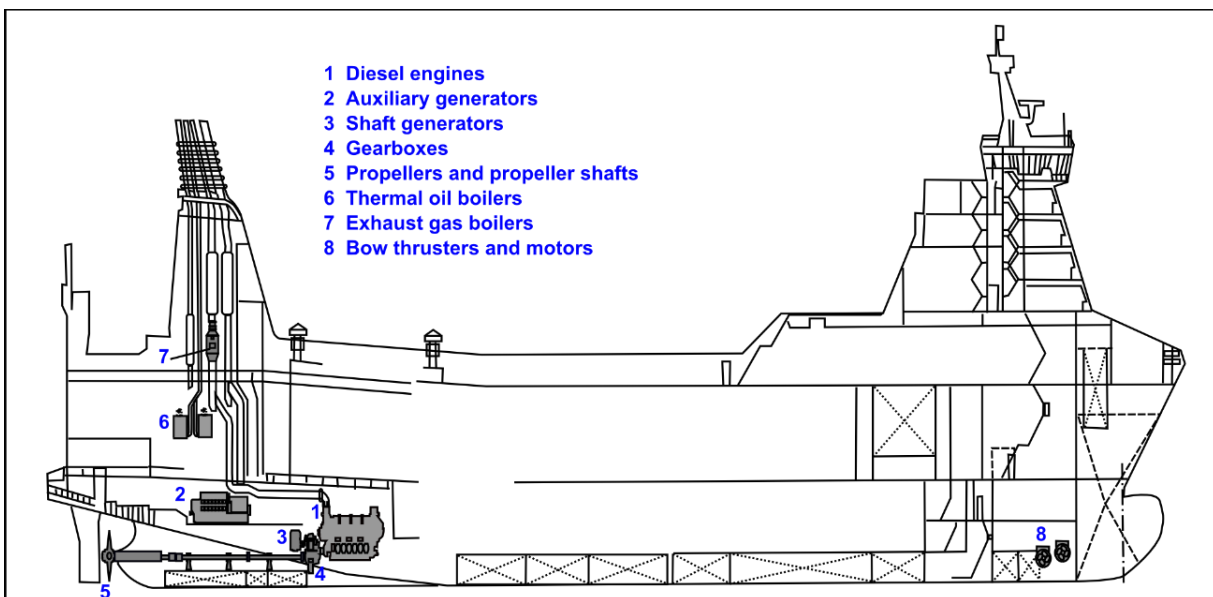 1 Diesel engines
2 Auxiliary generators
3 Shaft generators
4 Gearboxes
5 Propellers and propeller shafts
6 Thermal oil boilers
7 Exhaust gas boilers
8 Bow thrusters and motors
7
6
2
1
3
8
4
5